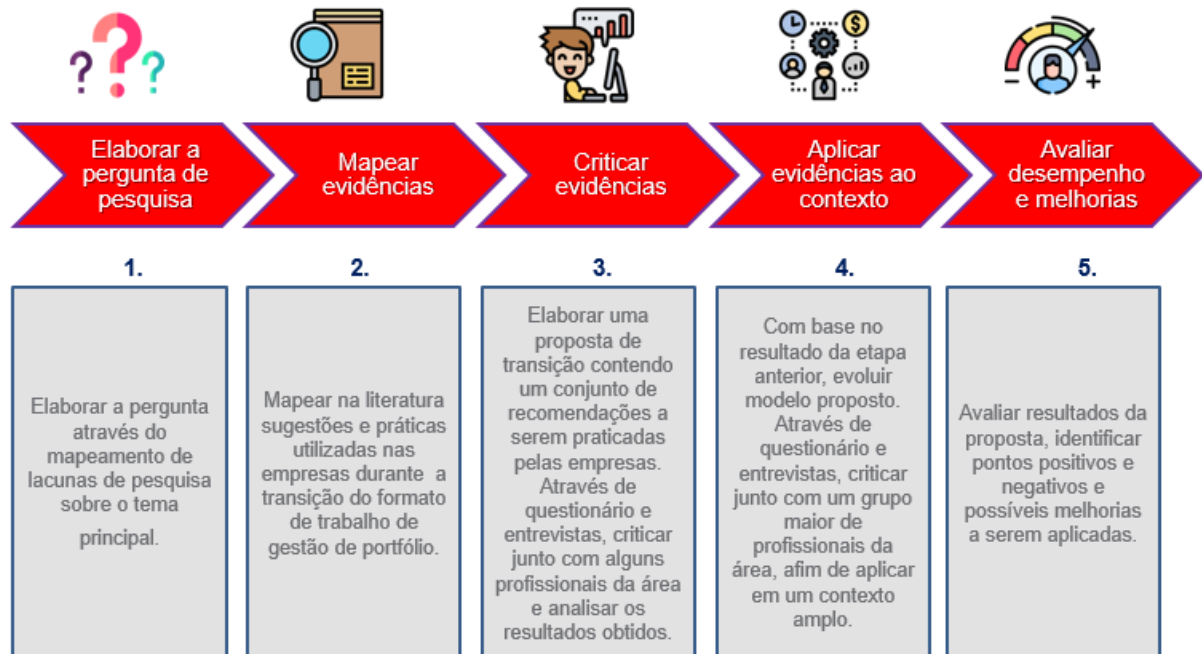 ? ? ?
Elaborar a
pergunta de
pesquisa
Mapear
evidências
Criticar
evidências
Aplicar
evidências ao
contexto
Avaliar
desempenho
e melhorias
1.
2.
3.
4.
5.
Elaborar a pergunta
através do
mapeamento de
lacunas de pesquisa
sobre o tema
principal.
Mapear na literatura
sugestões e práticas
utilizadas nas
empresas durante a
transição do formato
de trabalho de
gestão de portfólio.
Elaborar uma
proposta de
transição contendo
um conjunto de
recomendações a
serem praticadas
pelas empresas.
Através de
questionário e
entrevistas, criticar
junto com alguns
profissionais da área
e analisar os
resultados obtidos.
Com base no
resultado da etapa
anterior, evoluir
modelo proposto.
Através de
questionário e
entrevistas, criticar
junto com um grupo
maior de
profissionais da
área, afim de aplicar
em um contexto
amplo.
Avaliar resultados da
proposta, identificar
pontos positivos e
negativos e
possíveis melhorias
a serem aplicadas.